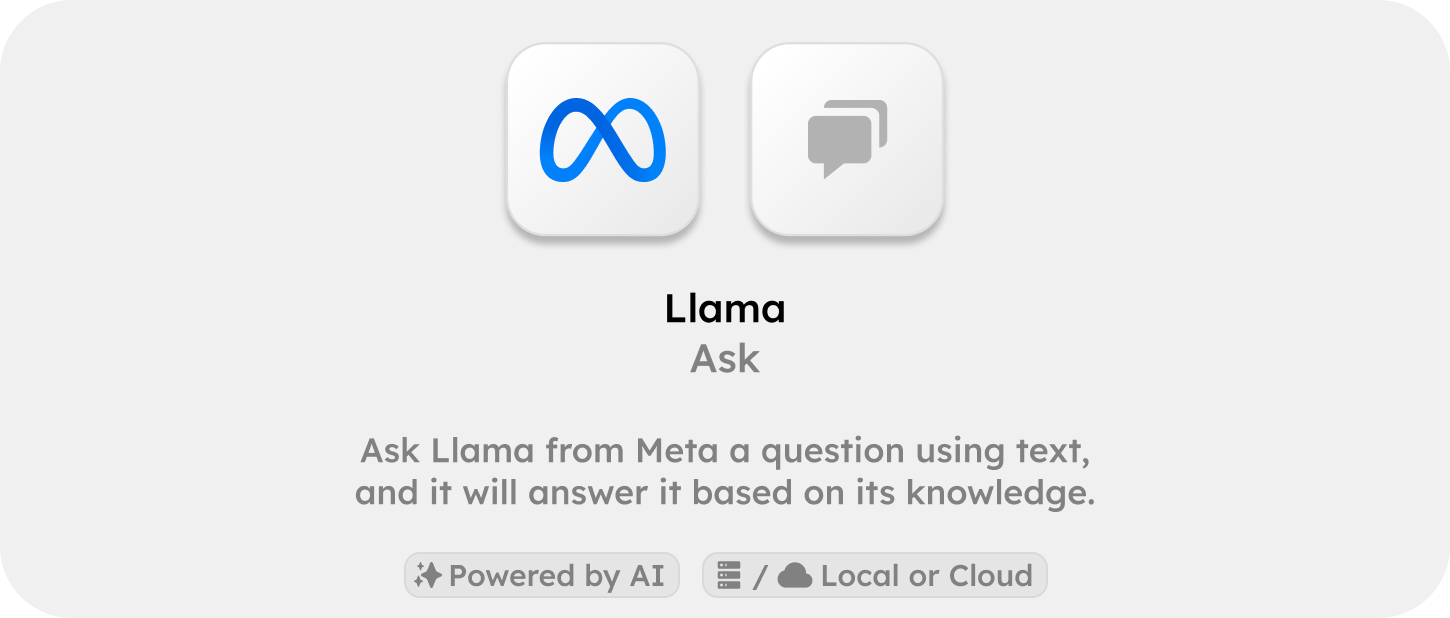 Llama
Ask
Ask Llama from Meta a question using text,
and it will answer it based on its knowledge.
Powered by AI
/ Local or Cloud